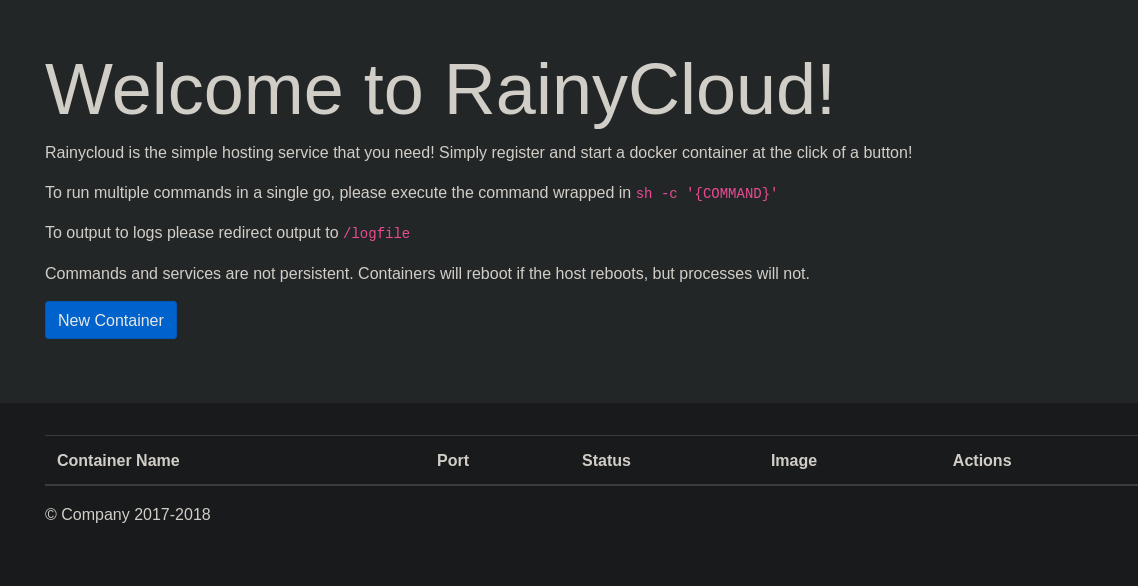 Welcome to RainyCloud!
Rainycloud is the simple hosting service that you need! Simply register and start a docker container at the click of a button!
To run multiple commands in a single go, please execute the command wrapped in sh -c '{COMMAND}'
To output to logs please redirect output to /logfile
Commands and services are not persistent. Containers will reboot if the host reboots, but processes will not.
New Container
Container Name Port Status Image Actions
© Company 2017-2018